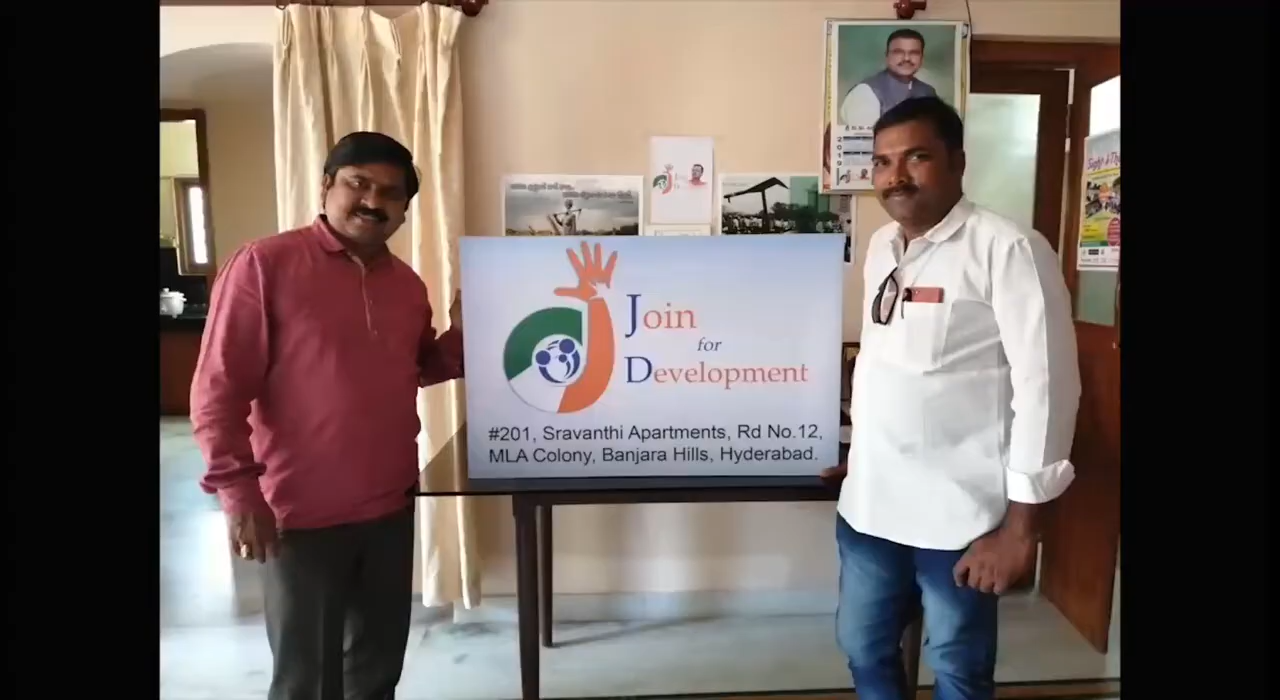 Join
for
Development
#201, Sravanthi Apartments, Rd No.12,
MLA Colony, Banjara Hills, Hyderabad.